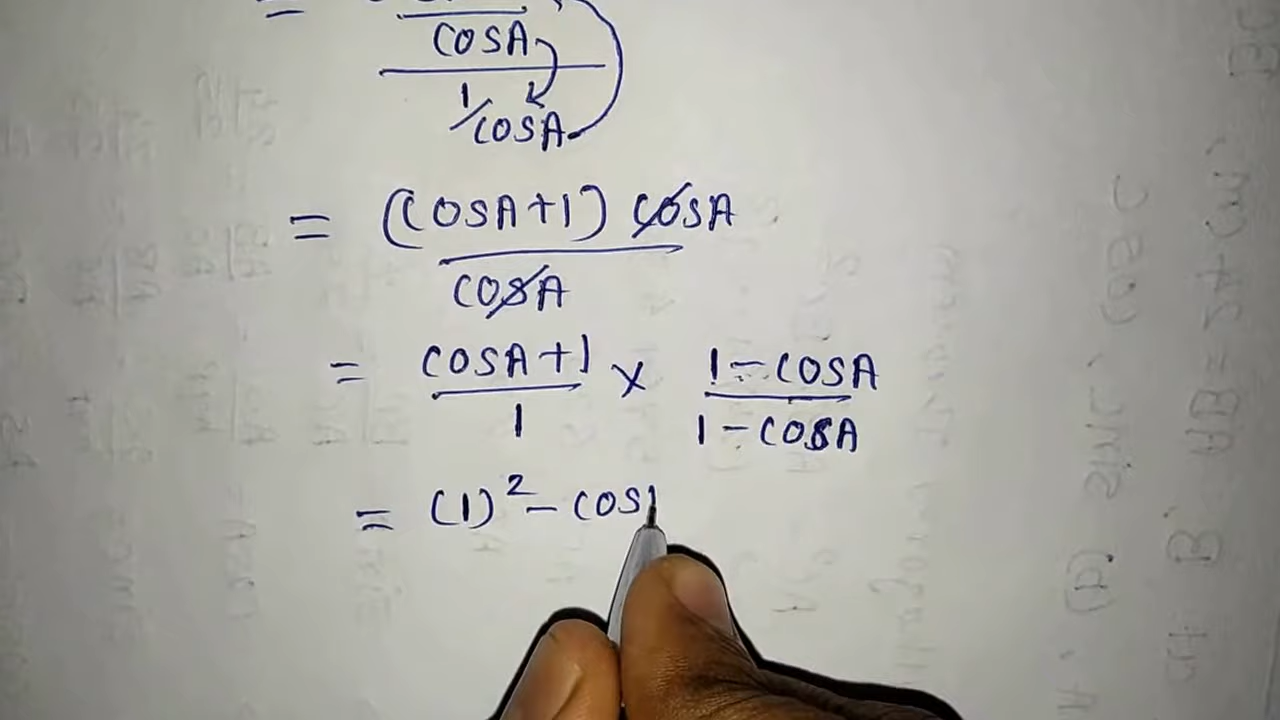 =
COSA
1/COSA
= (COSA+1) COSA
COSA
= COSA+1 × 1-COSA
1 1-COSA
= (1)² - COS